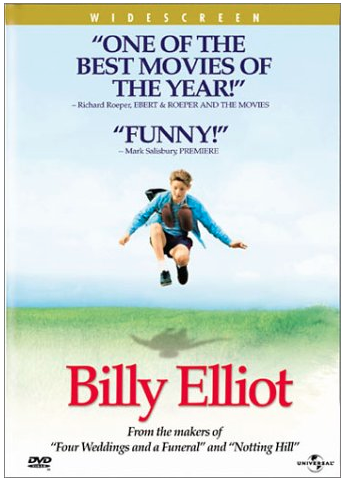 WIDESCREEN
“ONE OF THE
BEST MOVIES OF
THE YEAR!”
– Richard Roeper, EBERT & ROEPER AND THE MOVIES
“FUNNY!”
– Mark Salisbury, PREMIERE
Billy Elliot
From the makers of
“Four Weddings and a Funeral” and “Notting Hill”
DVD
VIDEO
UNIVERSAL